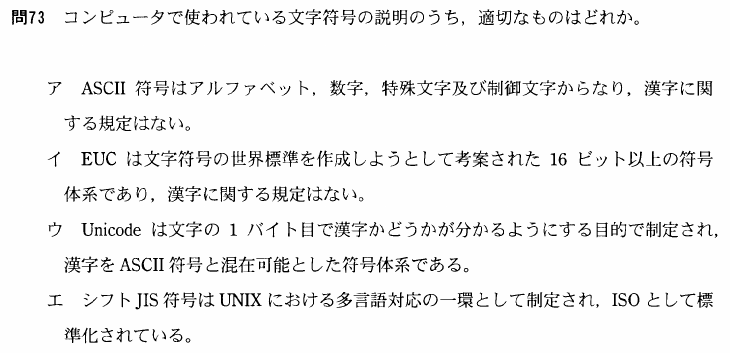 問73 コンピュータで使われている文字符号の説明のうち，適切なものはどれか。
ア ASCII 符号はアルファベット，数字，特殊文字及び制御文字からなり，漢字に関
する規定はない。
イ EUC は文字符号の世界標準を作成しようとして考案された 16 ビット以上の符号
体系であり，漢字に関する規定はない。
ウ Unicode は文字の 1 バイト目で漢字かどうかが分かるようにする目的で制定され，
漢字を ASCII 符号と混在可能とした符号体系である。
エ シフト JIS 符号は UNIX における多言語対応の一環として制定され，ISO として標
準化されている。